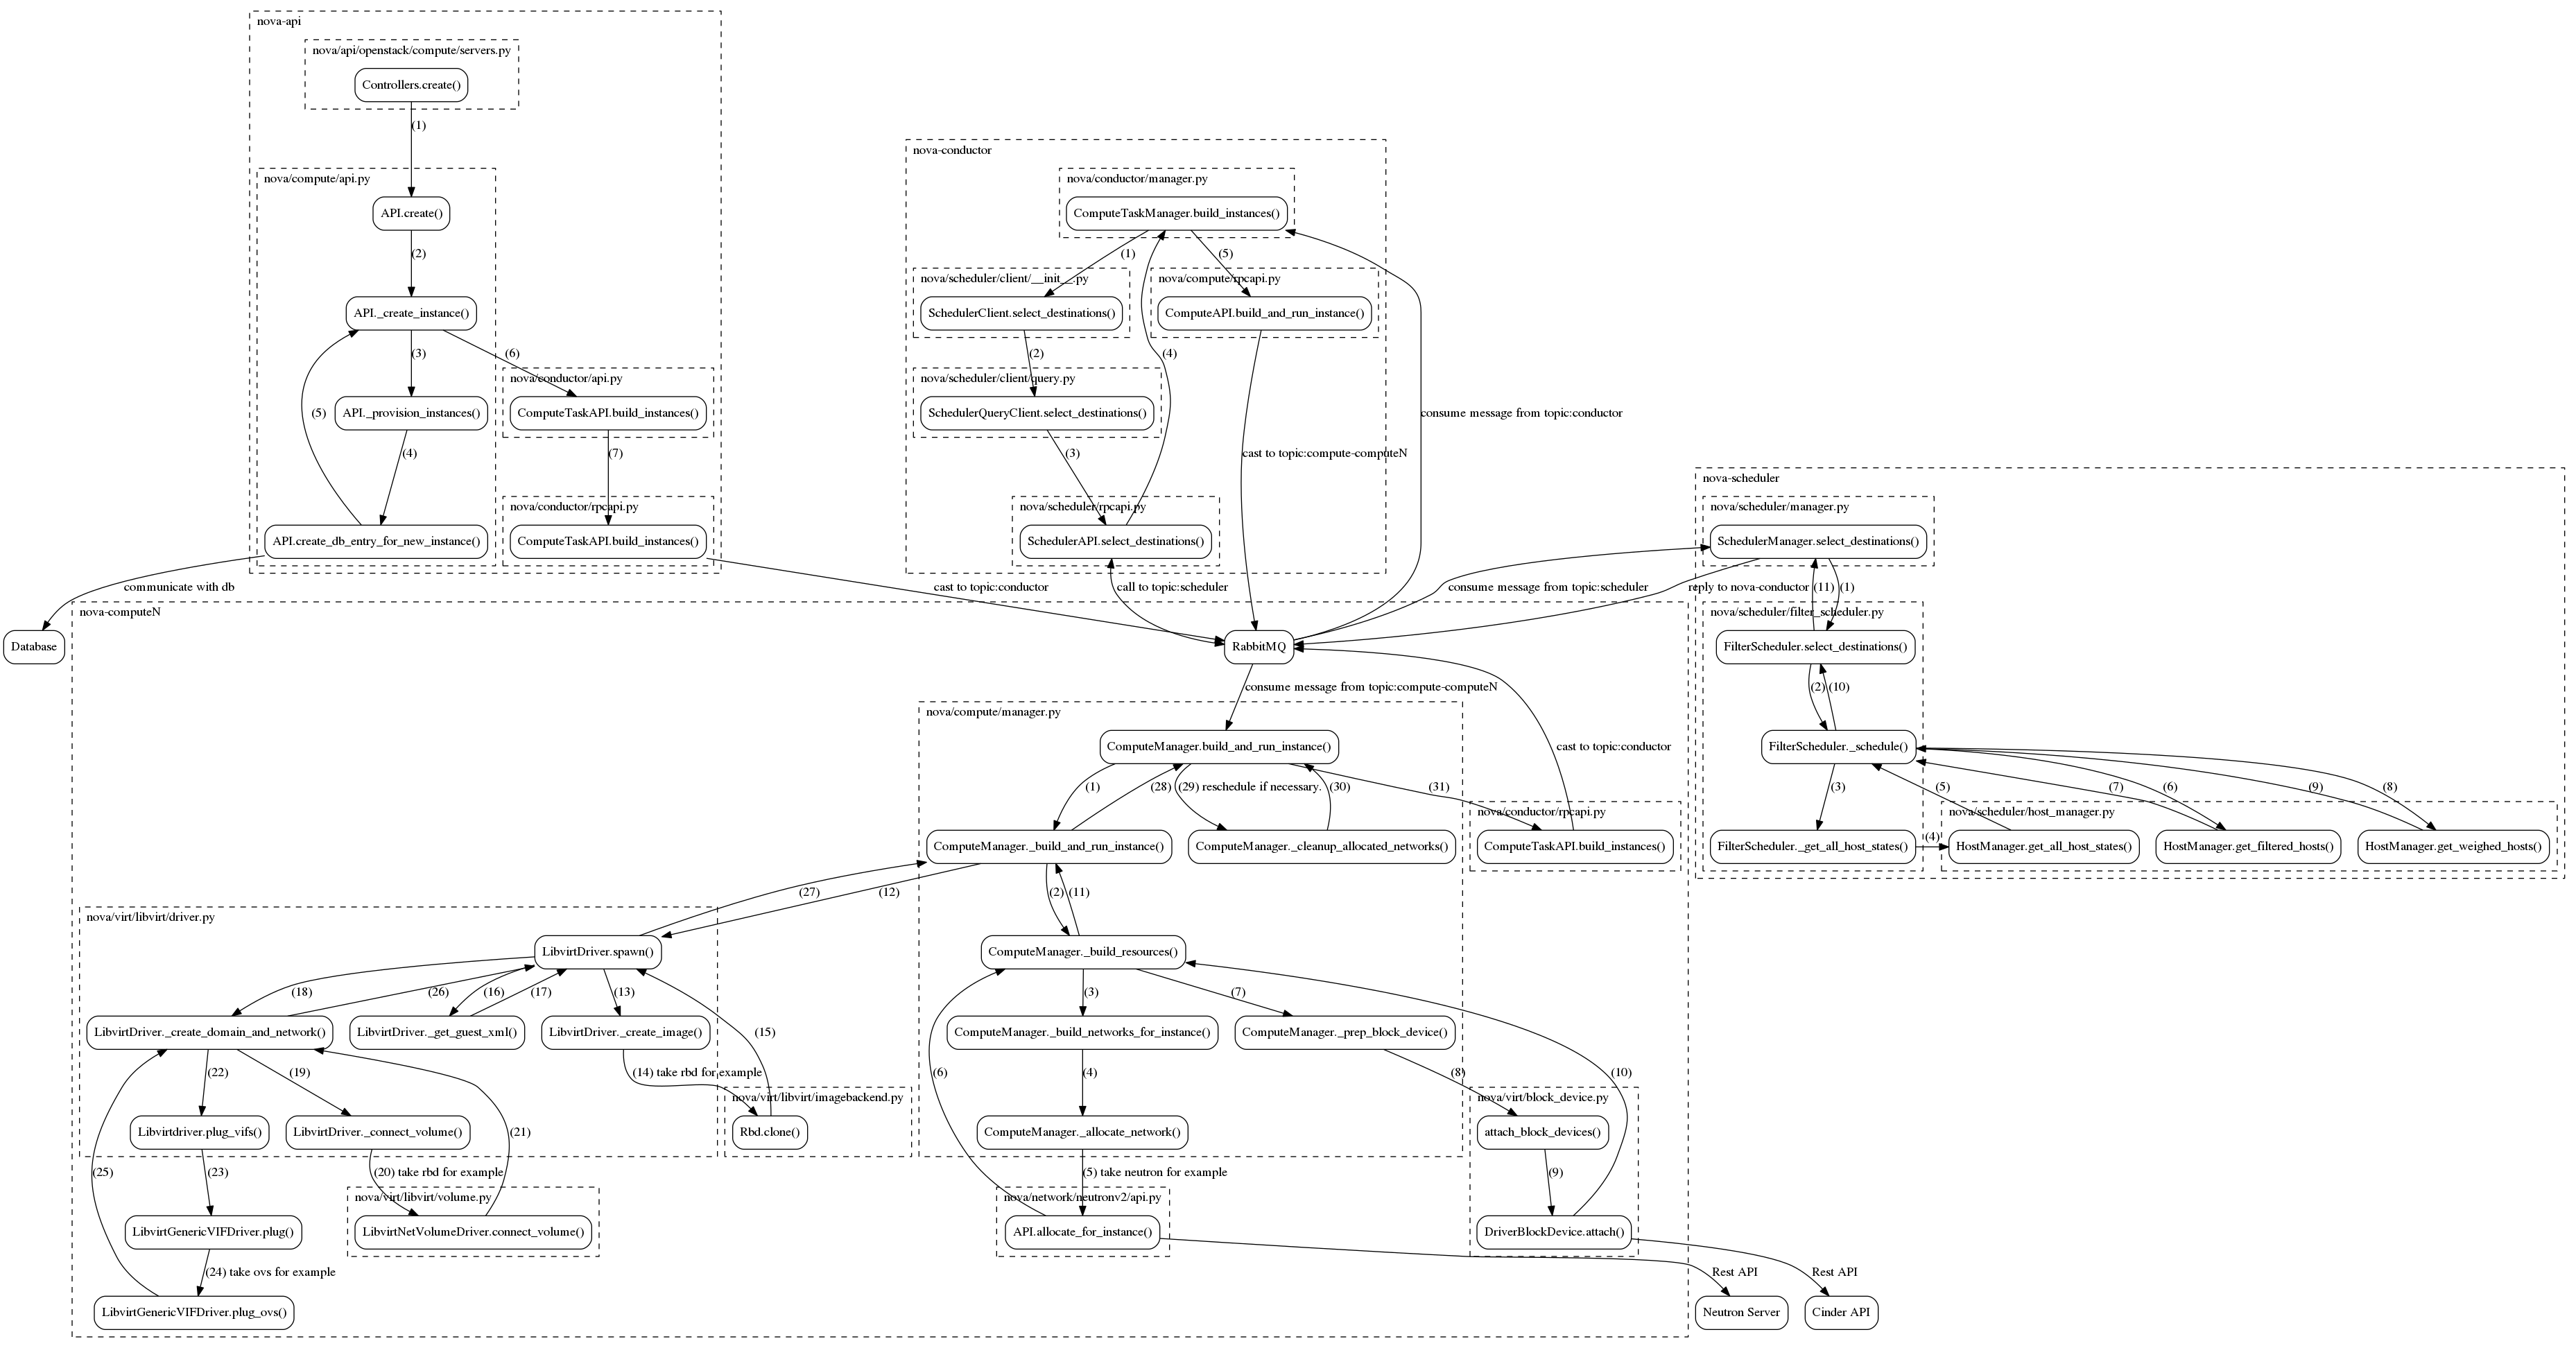 nova-api
nova/api/openstack/compute/servers.py
Controllers.create()
(1)
nova/compute/api.py
API.create()
(2)
API._create_instance()
(3)
(6)
(5)
API._provision_instances()
(4)
API.create_db_entry_for_new_instance()
nova/conductor/api.py
ComputeTaskAPI.build_instances()
(7)
nova/conductor/rpcapi.py
ComputeTaskAPI.build_instances()
communicate with db
Database
cast to topic:conductor
nova-conductor
nova/conductor/manager.py
ComputeTaskManager.build_instances()
(1)
(5)
nova/scheduler/client/__init__.py
SchedulerClient.select_destinations()
nova/compute/rpcapi.py
ComputeAPI.build_and_run_instance()
(2)
(4)
nova/scheduler/client/query.py
SchedulerQueryClient.select_destinations()
(3)
nova/scheduler/rpcapi.py
SchedulerAPI.select_destinations()
call to topic:scheduler
cast to topic:compute-computeN
consume message from topic:conductor
consume message from topic:scheduler
reply to nova-conductor
RabbitMQ
nova-scheduler
nova/scheduler/manager.py
SchedulerManager.select_destinations()
(11)
(1)
nova/scheduler/filter_scheduler.py
FilterScheduler.select_destinations()
(2)
(10)
FilterScheduler._schedule()
(3)
(5)
(7)
(6)
(9)
(8)
FilterScheduler._get_all_host_states()
(4)
nova/scheduler/host_manager.py
HostManager.get_all_host_states()
HostManager.get_filtered_hosts()
HostManager.get_weighed_hosts()
nova-computeN
consume message from topic:compute-computeN
nova/compute/manager.py
ComputeManager.build_and_run_instance()
cast to topic:conductor
(1)
(28)
(29) reschedule if necessary.
(30)
(31)
ComputeManager._build_and_run_instance()
ComputeManager._cleanup_allocated_networks()
nova/conductor/rpcapi.py
ComputeTaskAPI.build_instances()
(27)
(12)
(2)
(11)
nova/virt/libvirt/driver.py
LibvirtDriver.spawn()
ComputeManager._build_resources()
(18)
(26)
(16)
(17)
(13)
(3)
(7)
LibvirtDriver._create_domain_and_network()
LibvirtDriver._get_guest_xml()
LibvirtDriver._create_image()
(15)
ComputeManager._build_networks_for_instance()
ComputeManager._prep_block_device()
(22)
(19)
(14) take rbd for example
(6)
(4)
(8)
(10)
Libvirtdriver.plug_vifs()
LibvirtDriver._connect_volume()
(21)
nova/virt/libvirt/imagebackend.py
Rbd.clone()
ComputeManager._allocate_network()
nova/virt/block_device.py
attach_block_devices()
(25)
(23)
(20) take rbd for example
(5) take neutron for example
(9)
nova/virt/libvirt/volume.py
LibvirtGenericVIFDriver.plug()
LibvirtNetVolumeDriver.connect_volume()
nova/network/neutronv2/api.py
API.allocate_for_instance()
DriverBlockDevice.attach()
(24) take ovs for example
Rest API
Rest API
LibvirtGenericVIFDriver.plug_ovs()
Neutron Server
Cinder API